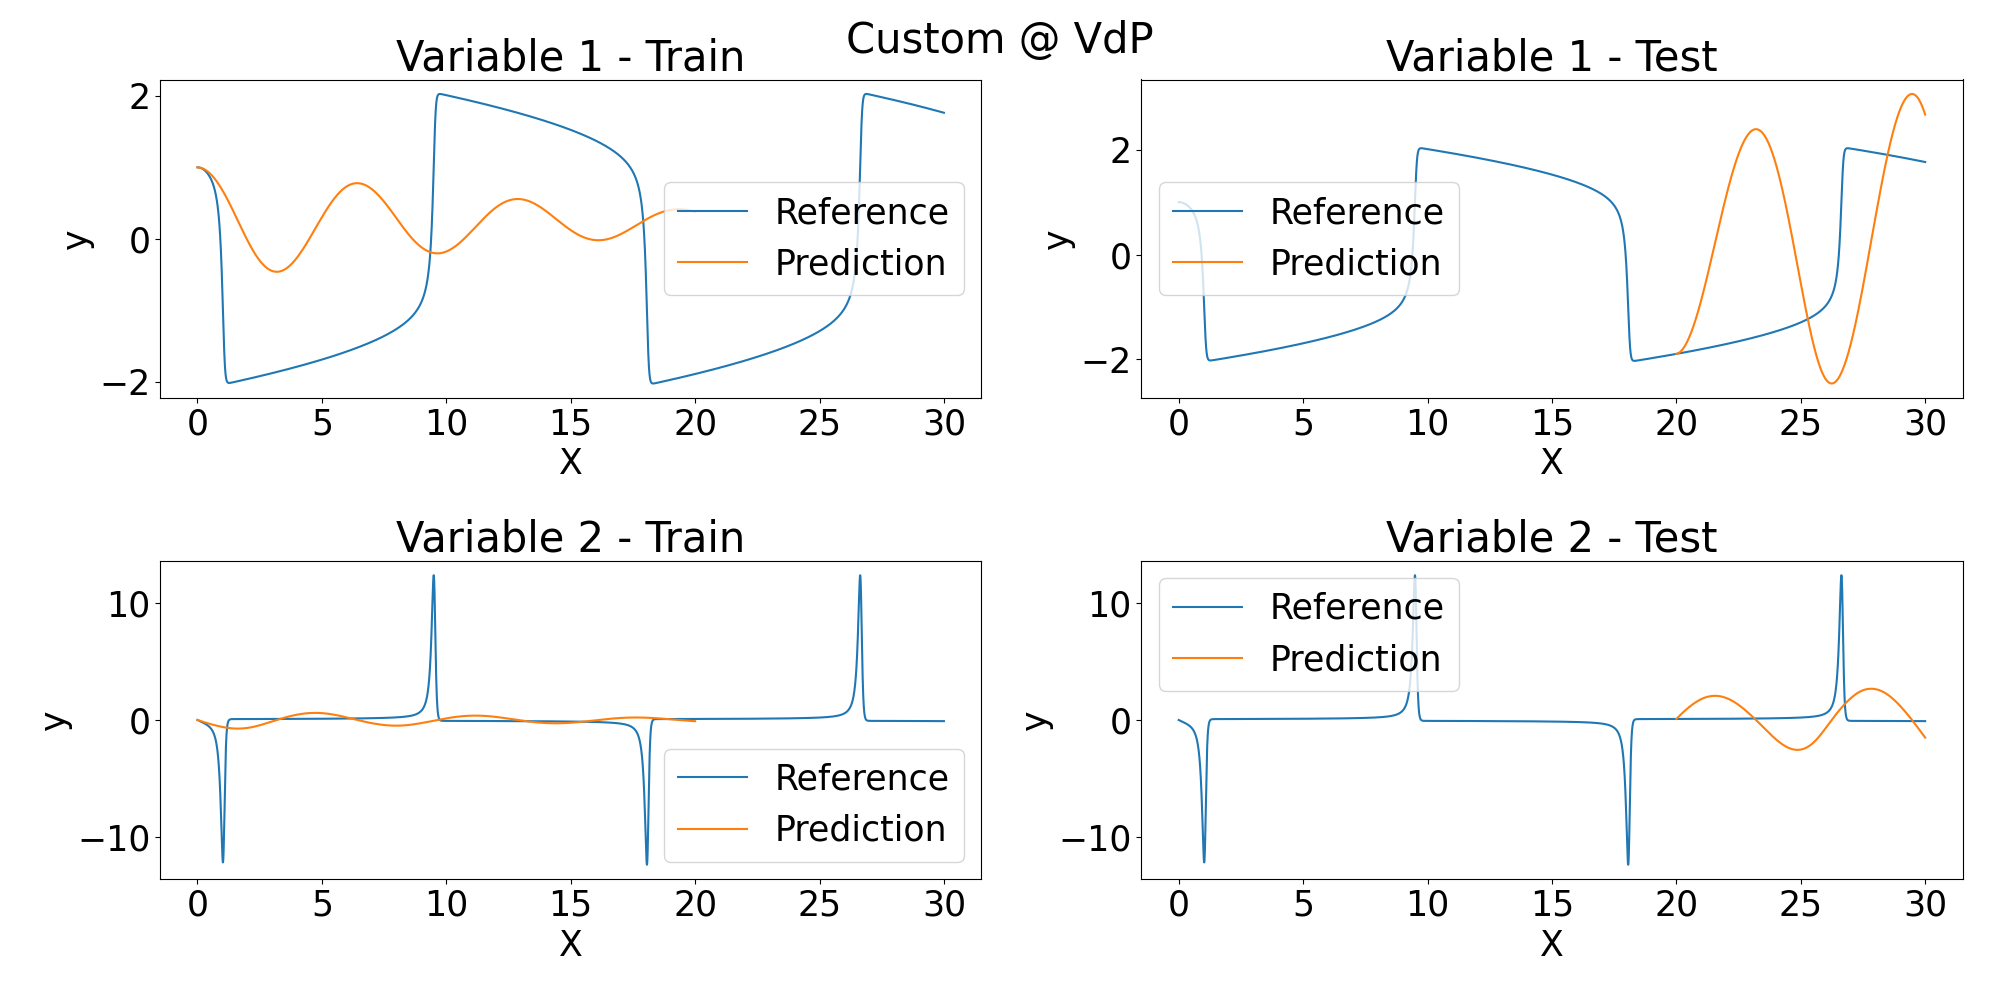 Custom @ VdP
Variable 1 - Train
2
0
−2
y
0 5 10 15 20 25 30
X
Reference
Prediction
Variable 1 - Test
2
0
−2
y
0 5 10 15 20 25 30
X
Reference
Prediction
Variable 2 - Train
10
0
−10
y
0 5 10 15 20 25 30
X
Reference
Prediction
Variable 2 - Test
10
0
−10
y
0 5 10 15 20 25 30
X
Reference
Prediction